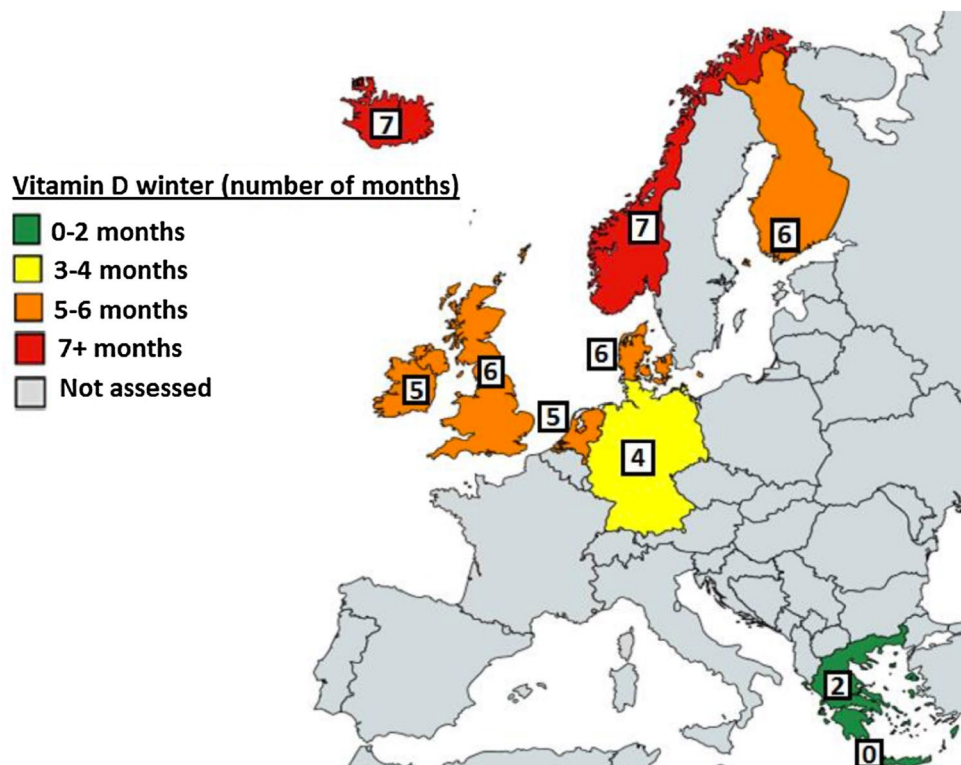 7
Vitamin D winter (number of months)
0-2 months
3-4 months
5-6 months
7+ months
Not assessed
7
6
6
6
5
5
4
2
0